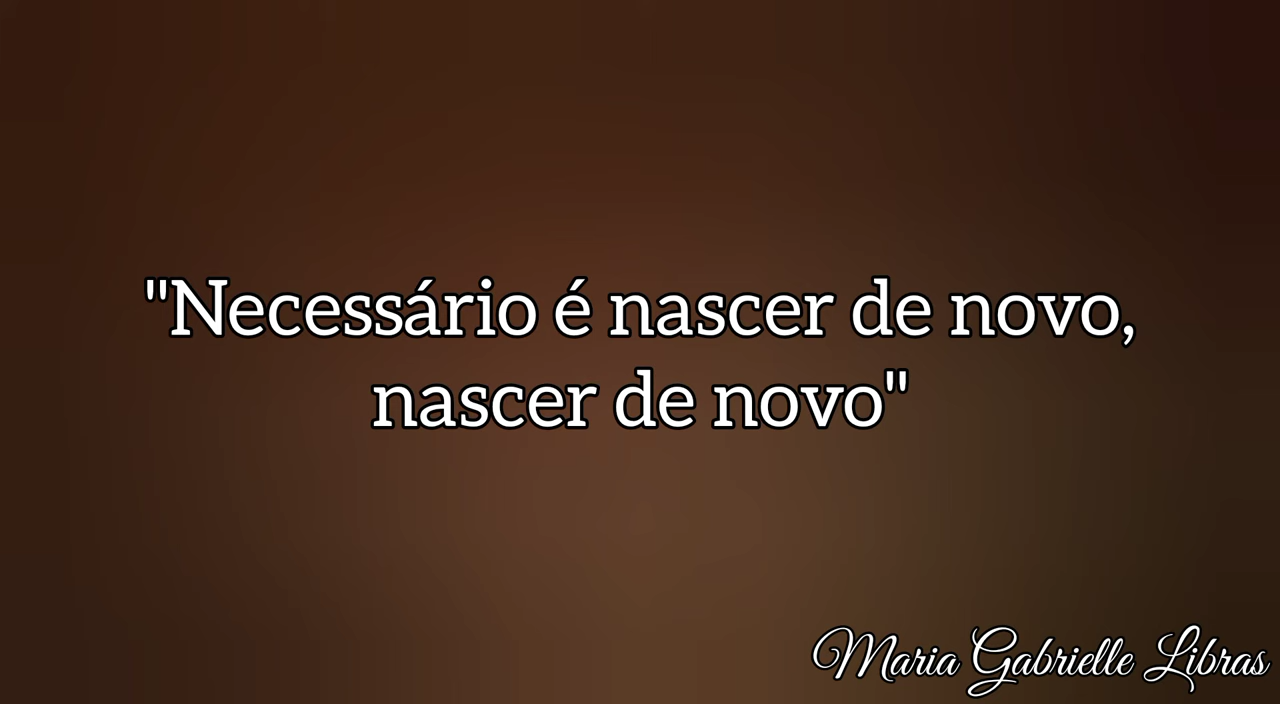 "Necessário é nascer de novo,
nascer de novo"
Maria Gabrielle Libras